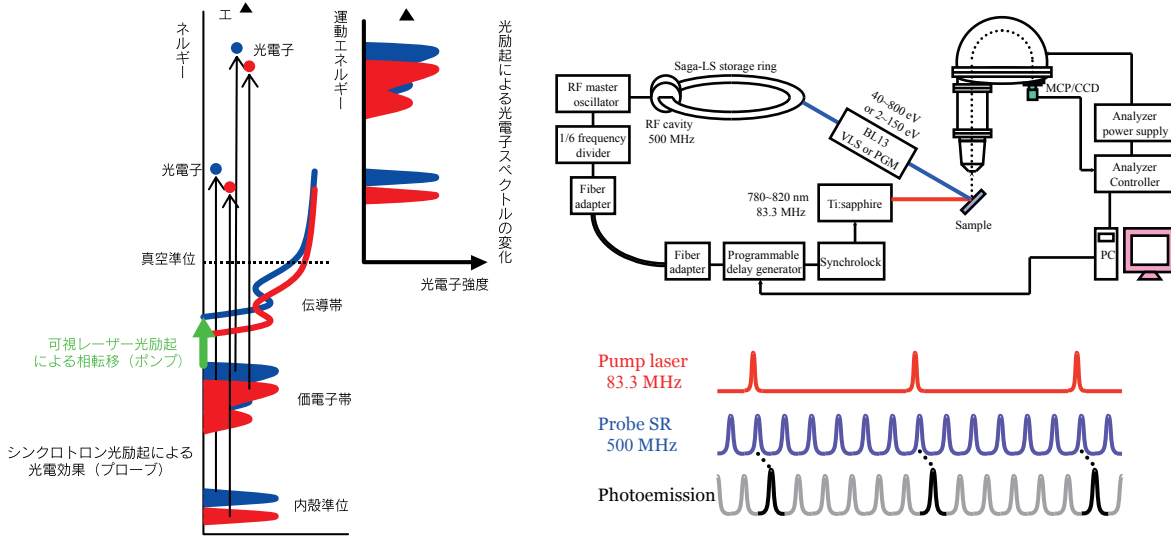 エ
ネルギー
光電子
光電子
真空準位
伝導帯
可視レーザー光励起
による相転移（ポンプ）
価電子帯
シンクロトロン光励起による
光電効果（プローブ）
内殻準位
運動エネルギー
光励起による光電子スペクトルの変化
光電子強度
Saga-LS storage ring
RF master
oscillator
RF cavity
500 MHz
1/6 frequency
divider
Fiber
adapter
40~800 eV
or 2~150 eV
BL13
VLS or PGM
MCP/CCD
Analyzer
power supply
Analyzer
Controller
780~820 nm
83.3 MHz
Ti:sapphire
Sample
PC
Fiber
adapter
Programmable
delay generator
Synchrolock
Pump laser
83.3 MHz
Probe SR
500 MHz
Photoemission